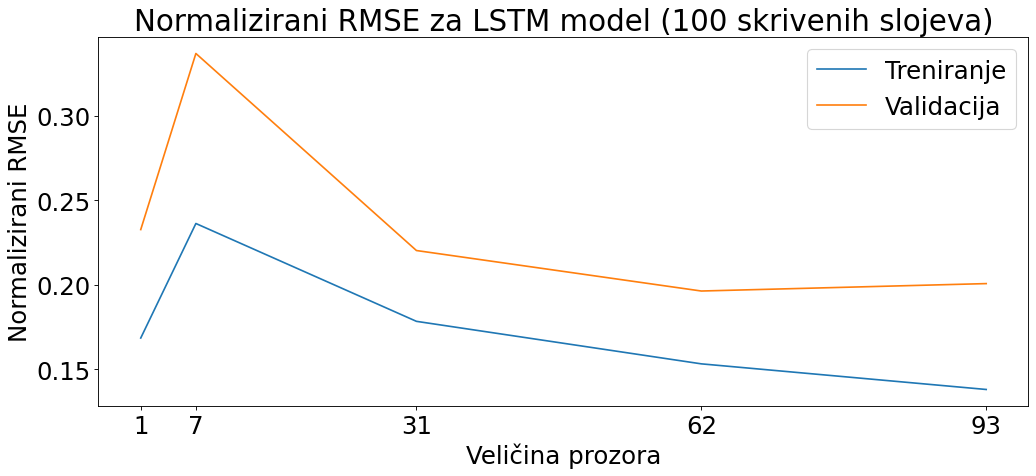 Normalizirani RMSE za LSTM model (100 skrivenih slojeva)
Treniranje
Validacija
Normalizirani RMSE
0.30
0.25
0.20
0.15
1 7 31 62 93
Veličina prozora